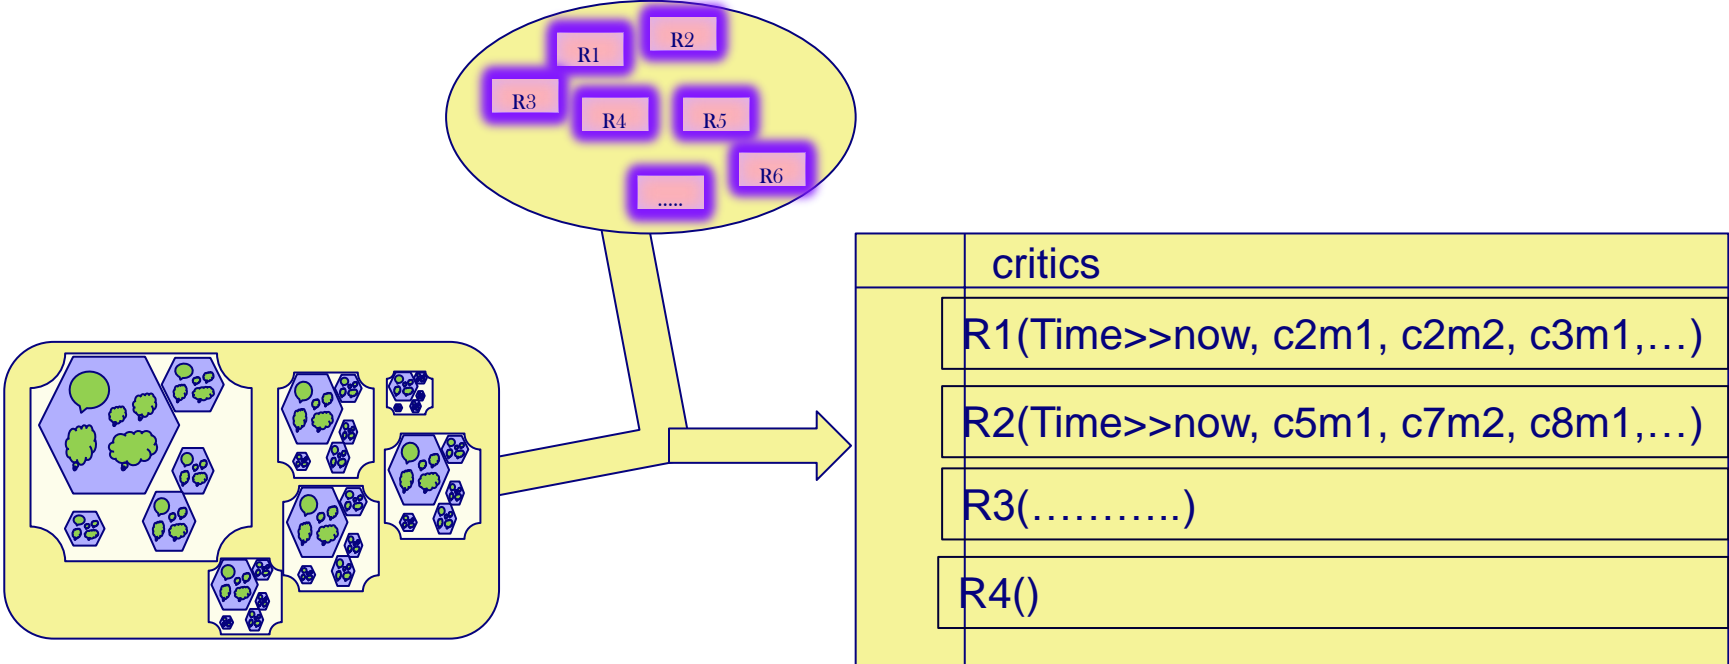 R1
R2
R3
R4
R5
R6
.....
critics
R1(Time>>now, c2m1, c2m2, c3m1,…)
R2(Time>>now, c5m1, c7m2, c8m1,…)
R3(………..)
R4()